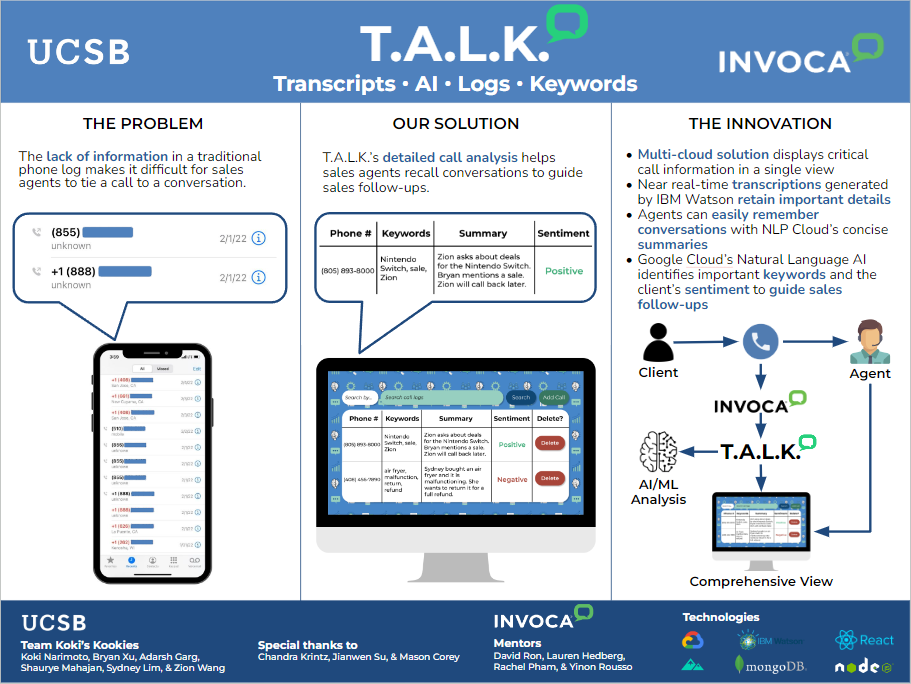 UCSB
T.A.L.K.
Transcripts • AI • Logs • Keywords
INVOCA
THE PROBLEM
The lack of information in a traditional
phone log makes it difficult for sales
agents to tie a call to a conversation.
(855)
unknown
2/1/22
+1 (888)
unknown
2/1/22
All
Missed
Edit
OUR SOLUTION
T.A.L.K.'s detailed call analysis helps
sales agents recall conversations to guide
sales follow-ups.
Phone # Keywords Summary Sentiment
(805) 893-8000
Nintendo
Switch, sale,
Zion
Zion asks about deals
for the Nintendo Switch.
Bryan mentions a sale.
Zion will call back later.
Positive
Search by...
Search call logs
Search
Add Call
Phone # Keywords Summary Sentiment Delete?
(805) 893-8000
Nintendo
Switch, sale,
Zion
Zion asks about deals
for the Nintendo Switch.
Bryan mentions a sale.
Zion will call back later.
Positive
Delete
air fryer,
malfunction,
return,
refund
Sydney bought an air
fryer and it is
malfunctioning. She
wants to return it for a
full refund.
Negative
Delete
THE INNOVATION
• Multi-cloud solution displays critical
call information in a single view
• Near real-time transcriptions generated
by IBM Watson retain important details
• Agents can easily remember
conversations with NLP Cloud's concise
summaries
• Google Cloud's Natural Language AI
identifies important keywords and the
client's sentiment to guide sales
follow-ups
Client
Agent
INVOCA
T.A.L.K.
AI/ML
Analysis
Comprehensive View
UCSB
Team Koki's Kookies
Koki Narimoto, Bryan Xu, Adarsh Garg,
Shaurye Mahajan, Sydney Lim, & Zion Wang
Special thanks to
Chandra Krintz, Jianwen Su, & Mason Corey
INVOCA
Mentors
David Ron, Lauren Hedberg,
Rachel Pham, & Yinon Rousso
Technologies
IBM Watson
React
mongoDB.
node